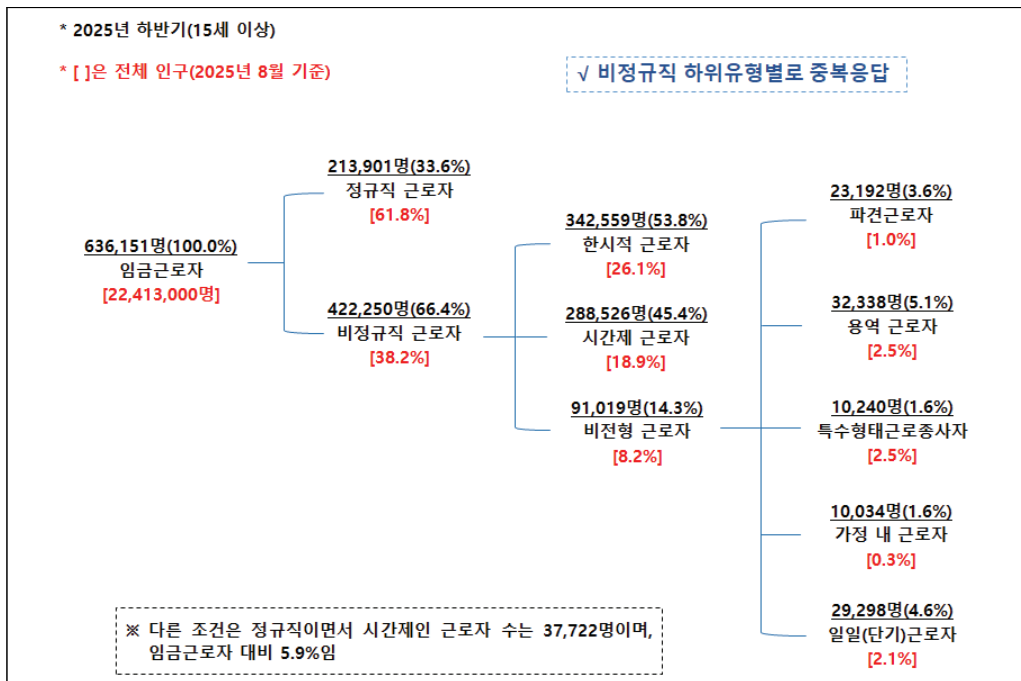 * 2025년 하반기(15세 이상)
* [ ]은 전체 인구(2025년 8월 기준)
√ 비정규직 하위유형별로 중복응답
636,151명(100.0%)
임금근로자
[22,413,000명]
213,901명(33.6%)
정규직 근로자
[61.8%]
422,250명(66.4%)
비정규직 근로자
[38.2%]
342,559명(53.8%)
한시적 근로자
[26.1%]
288,526명(45.4%)
시간제 근로자
[18.9%]
91,019명(14.3%)
비전형 근로자
[8.2%]
23,192명(3.6%)
파견근로자
[1.0%]
32,338명(5.1%)
용역 근로자
[2.5%]
10,240명(1.6%)
특수형태근로종사자
[2.5%]
10,034명(1.6%)
가정 내 근로자
[0.3%]
29,298명(4.6%)
일일(단기)근로자
[2.1%]
※ 다른 조건은 정규직이면서 시간제인 근로자 수는 37,722명이며,
임금근로자 대비 5.9%임